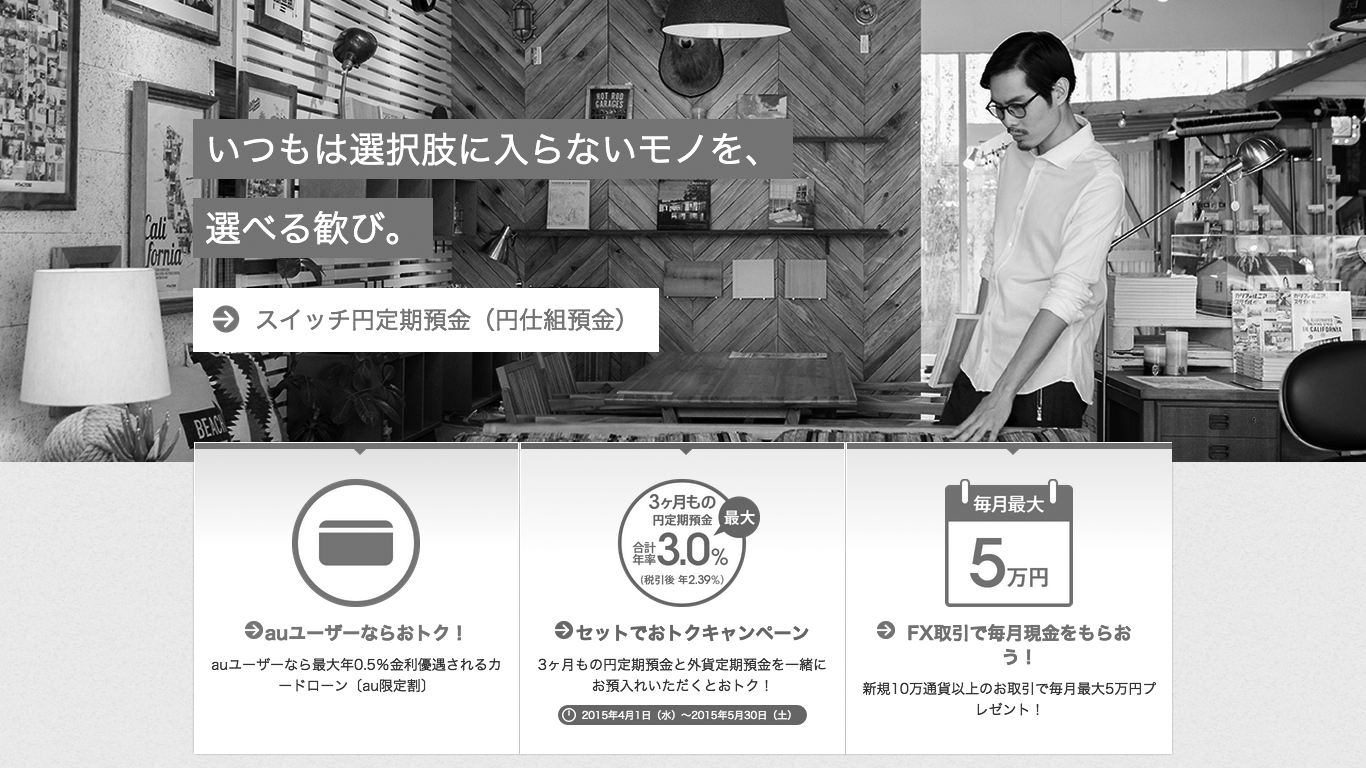 HOT ROD
GARAGES
いつもは選択肢に入らないモノを、
選べる歓び。
Cali
fornia
スイッチ円定期預金（円仕組預金）
BEACH
CALIFORNIA
3ヶ月もの
円定期預金
最大
合計
年率3.0%
(税引後 年2.39%)
毎月最大
5万円
auユーザーならおトク！
auユーザーなら最大年0.5%金利優遇されるカ
ードローン〔au限定割〕
セットでおトクキャンペーン
3ヶ月もの円定期預金と外貨定期預金を一緒に
お預入れいただくとおトク！
2015年4月1日（水）〜2015年5月30日（土）
FX取引で毎月現金をもらお
う！
新規10万通貨以上のお取引で毎月最大5万円プ
レゼント！